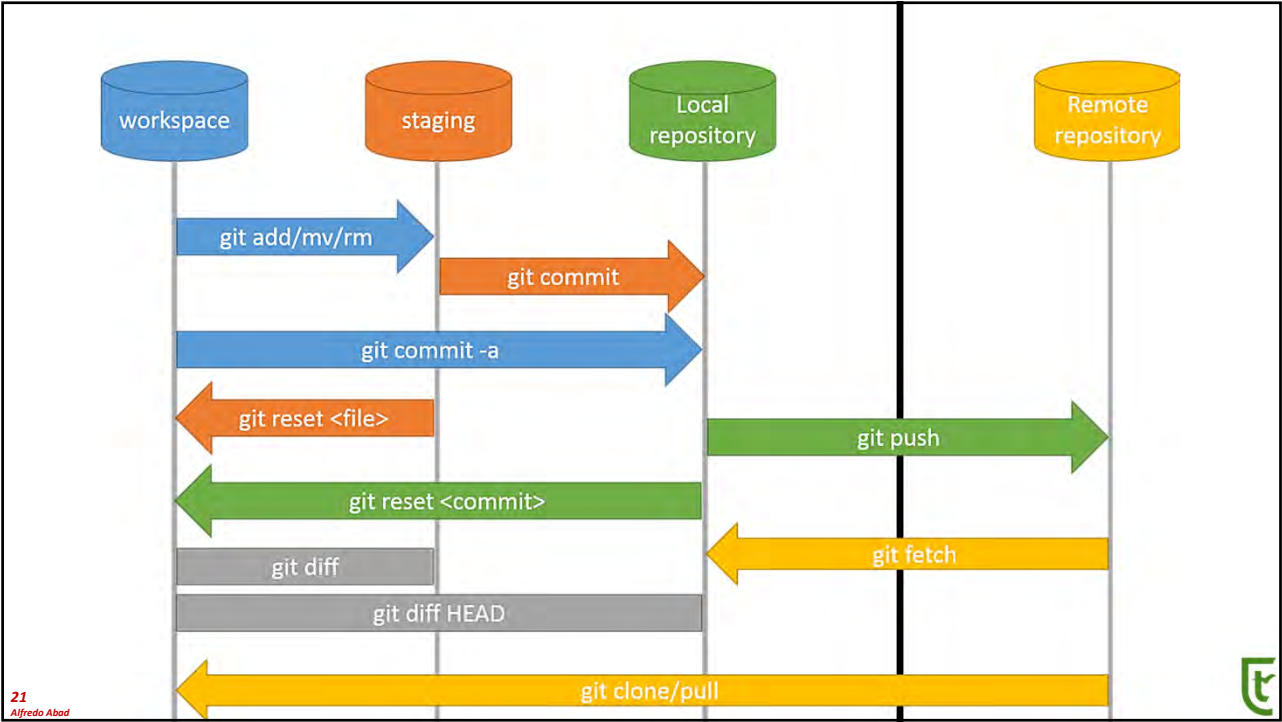 workspace
staging
Local
repository
Remote
repository
git add/mv/rm
git commit
git commit -a
git reset <file>
git push
git reset <commit>
git fetch
git diff
git diff HEAD
git clone/pull
21
Alfredo Abad